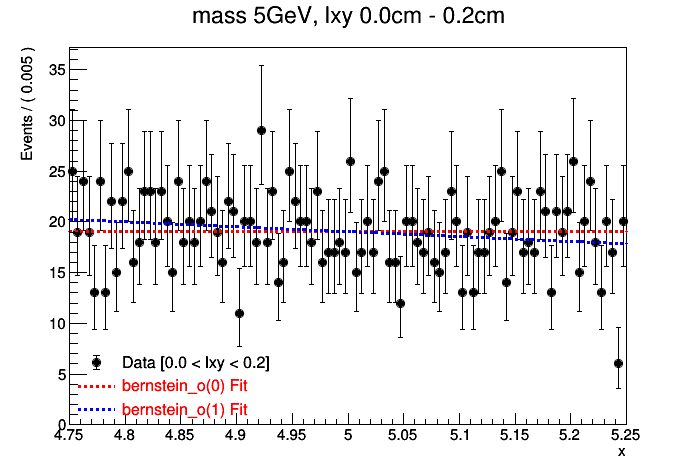 mass 5GeV, lxy 0.0cm - 0.2cm
Events / ( 0.005 )
35
30
25
20
15
10
5
0
Data [0.0 < lxy < 0.2]
bernstein_o(0) Fit
bernstein_o(1) Fit
4.75 4.8 4.85 4.9 4.95 5 5.05 5.1 5.15 5.2 5.25
x